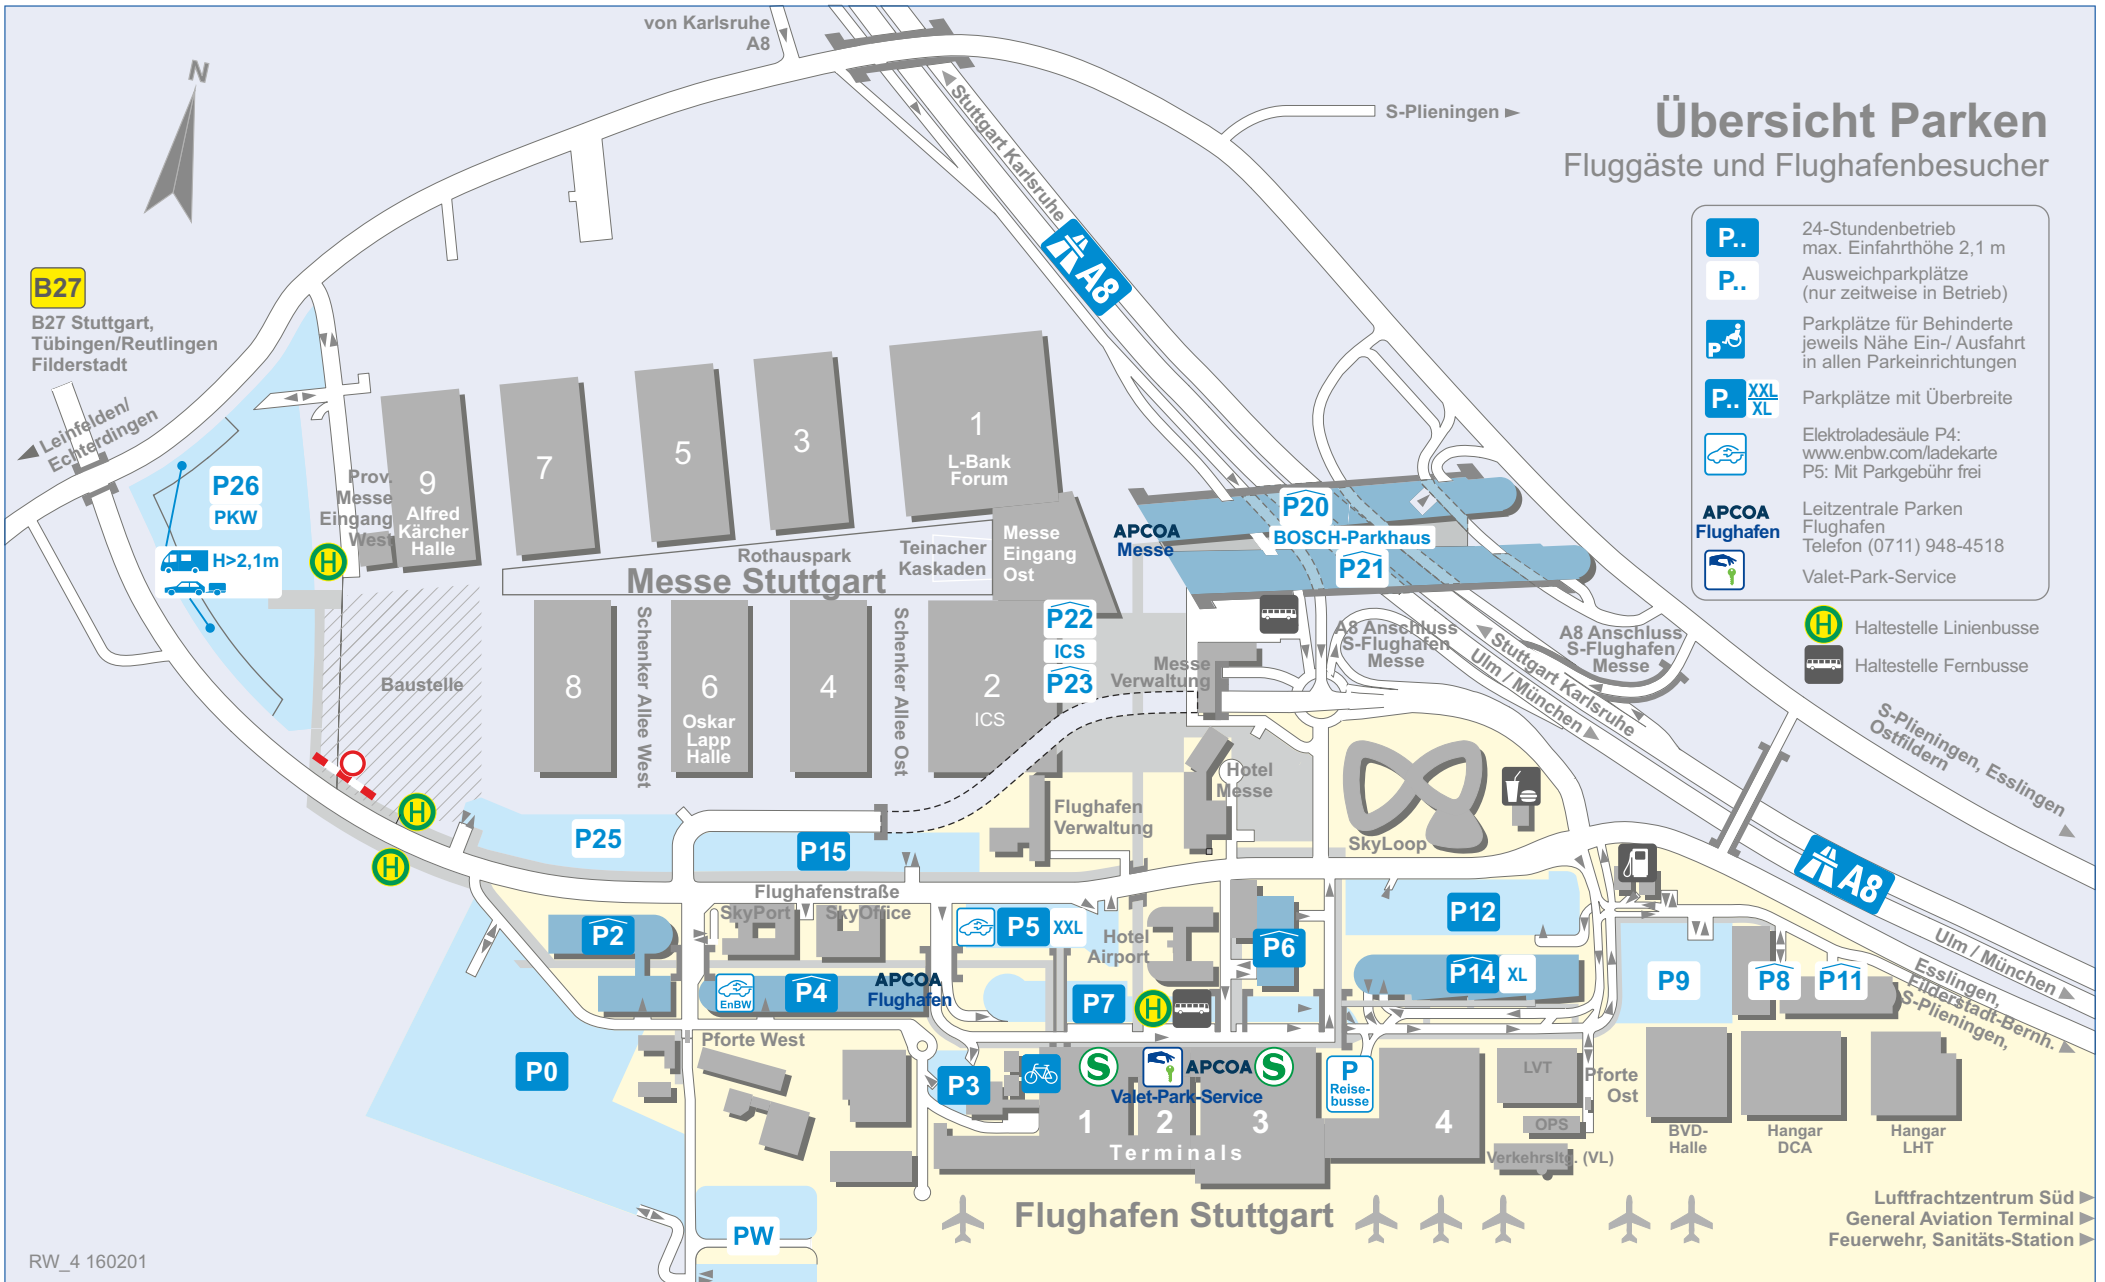 von Karlsruhe
A8
N
Stuttgart Karlsruhe
S-Plieningen
Übersicht Parken
Fluggäste und Flughafenbesucher
P..
24-Stundenbetrieb
max. Einfahrthöhe 2,1 m
P..
Ausweichparkplätze
(nur zeitweise in Betrieb)
P
Parkplätze für Behinderte
jeweils Nähe Ein-/ Ausfahrt
in allen Parkeinrichtungen
P..
XXL
XL
Parkplätze mit Überbreite
Elektroladesäule P4:
www.enbw.com/ladekarte
P5: Mit Parkgebühr frei
APCOA
Flughafen
Leitzentrale Parken
Flughafen
Telefon (0711) 948-4518
Valet-Park-Service
H
Haltestelle Linienbusse
Haltestelle Fernbusse
A8
B27
B27 Stuttgart,
Tübingen/Reutlingen
Filderstadt
Leinfelden/
Echterdingen
P26
PKW
H>2,1m
H
Prov.
Messe
Eingang
West
9
Alfred
Kärcher
Halle
7
5
3
1
L-Bank
Forum
Messe
Eingang
Ost
Rothauspark
Teinacher
Kaskaden
Messe Stuttgart
APCOA
Messe
P20
BOSCH-Parkhaus
P21
P22
ICS
P23
Baustelle
8
Schenker Allee West
6
Oskar
Lapp
Halle
4
Schenker Allee Ost
2
ICS
Messe
Verwaltung
A8 Anschluss
S-Flughafen
Messe
A8 Anschluss
S-Flughafen
Messe
Stuttgart Karlsruhe
Ulm / München
S-Plieningen, Esslingen
Ostfildern
Hotel
Messe
SkyLoop
Flughafen
Verwaltung
H
H
P25
P15
Flughafenstraße
SkyPort
SkyOffice
P2
EnBW
P4
APCOA
Flughafen
P5
XXL
Hotel
Airport
P6
P7
H
P12
P14
XL
P9
P8
P11
A8
Ulm / München
Esslingen,
Filderstadt-Bernh.
S-Plieningen,
Pforte West
P0
P3
S
APCOA
S
Valet-Park-Service
P
Reise-
busse
1
2
3
4
Terminals
LVT
OPS
Verkehrsltg. (VL)
Pforte
Ost
BVD-
Halle
Hangar
DCA
Hangar
LHT
PW
Flughafen Stuttgart
Luftfrachtzentrum Süd
General Aviation Terminal
Feuerwehr, Sanitäts-Station
RW_4 160201